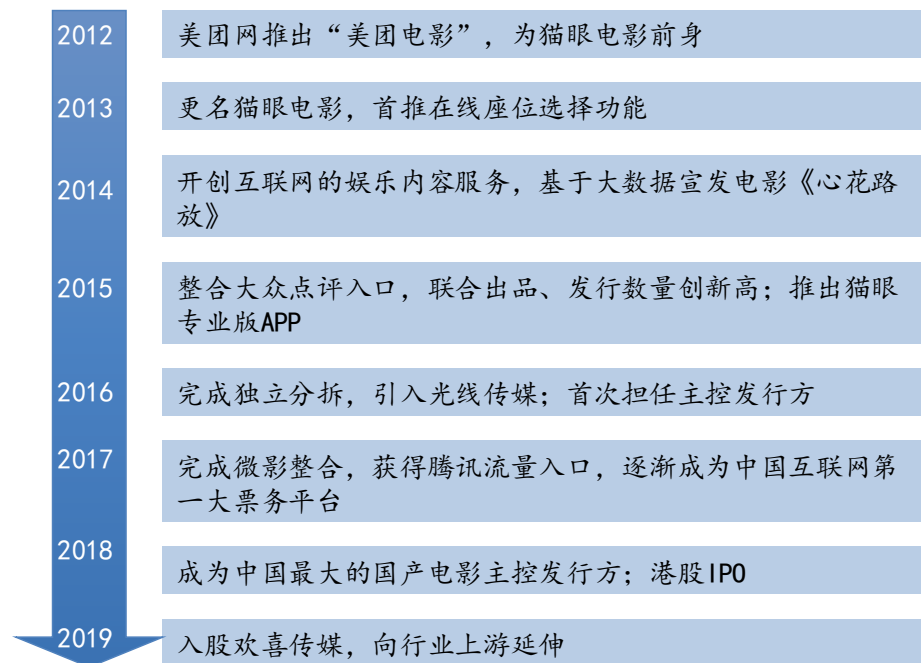 2012
美团网推出“美团电影”，为猫眼电影前身
2013
更名猫眼电影，首推在线座位选择功能
2014
开创互联网的娱乐内容服务，基于大数据宣发电影《心花路
放》
2015
整合大众点评入口，联合出品、发行数量创新高；推出猫眼
专业版APP
2016
完成独立分拆，引入光线传媒；首次担任主控发行方
2017
完成微影整合，获得腾讯流量入口，逐渐成为中国互联网第
一大票务平台
2018
成为中国最大的国产电影主控发行方；港股IPO
2019
入股欢喜传媒，向行业上游延伸